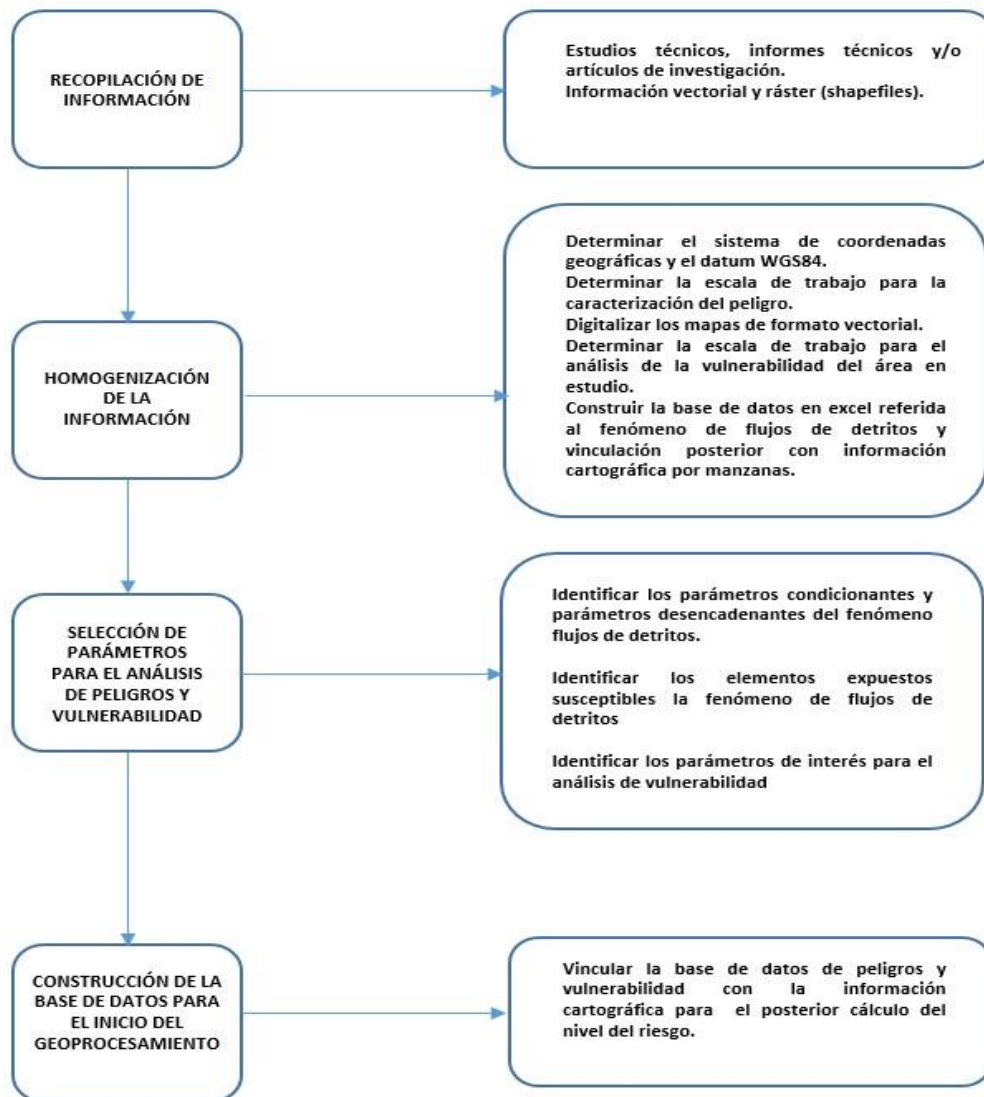 RECOPILACIÓN DE
INFORMACIÓN
Estudios técnicos, informes técnicos y/o
artículos de investigación.
Información vectorial y ráster (shapefiles).
HOMOGENIZACIÓN
DE LA
INFORMACIÓN
Determinar el sistema de coordenadas
geográficas y el datum WGS84.
Determinar la escala de trabajo para la
caracterización del peligro.
Digitalizar los mapas de formato vectorial.
Determinar la escala de trabajo para el
análisis de la vulnerabilidad del área en
estudio.
Construir la base de datos en excel referida
al fenómeno de flujos de detritos y
vinculación posterior con información
cartográfica por manzanas.
SELECCIÓN DE
PARÁMETROS
PARA EL ANÁLISIS
DE PELIGROS Y
VULNERABILIDAD
Identificar los parámetros condicionantes y
parámetros desencadenantes del fenómeno
flujos de detritos.
Identificar los elementos expuestos
susceptibles la fenómeno de flujos de
detritos
Identificar los parámetros de interés para el
análisis de vulnerabilidad
CONSTRUCCIÓN DE LA
BASE DE DATOS PARA
EL INICIO DEL
GEOPROCESAMIENTO
Vincular la base de datos de peligros y
vulnerabilidad con la información
cartográfica para el posterior cálculo del
nivel del riesgo.